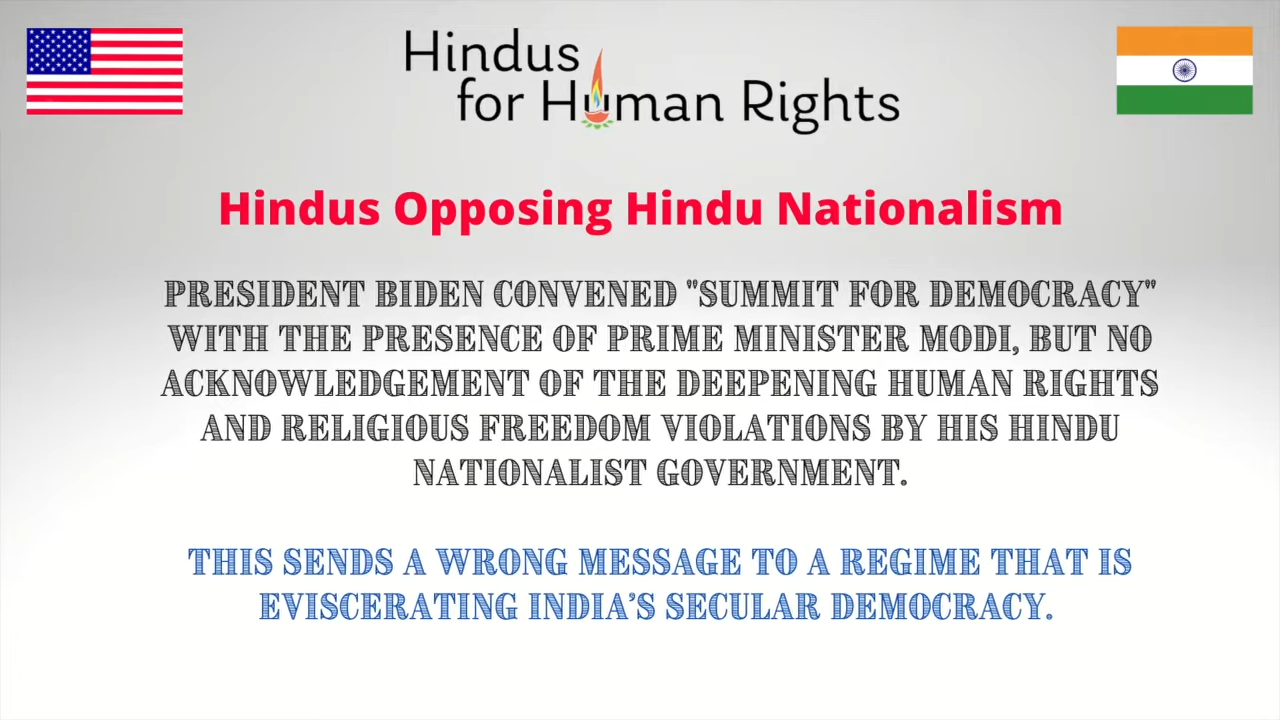 Hindus
for Human Rights
Hindus Opposing Hindu Nationalism
PRESIDENT BIDEN CONVENED "SUMMIT FOR DEMOCRACY"
WITH THE PRESENCE OF PRIME MINISTER MODI, BUT NO
ACKNOWLEDGEMENT OF THE DEEPENING HUMAN RIGHTS
AND RELIGIOUS FREEDOM VIOLATIONS BY HIS HINDU
NATIONALIST GOVERNMENT.
THIS SENDS A WRONG MESSAGE TO A REGIME THAT IS
EVISCERATING INDIA'S SECULAR DEMOCRACY.